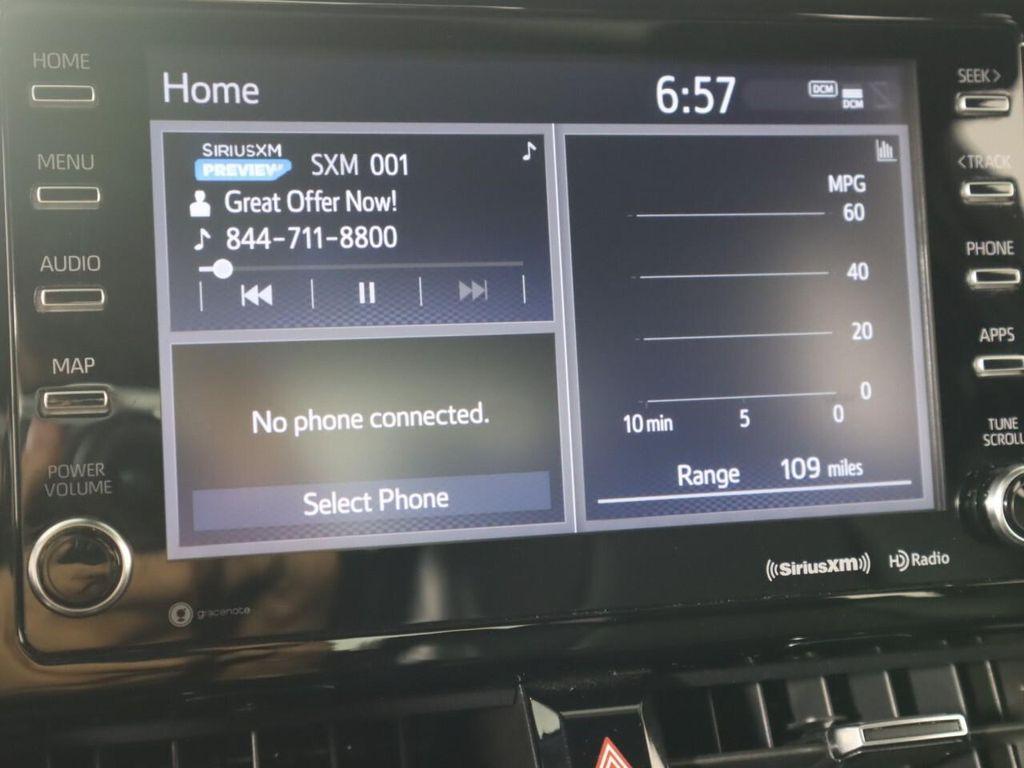 HOME
MENU
AUDIO
MAP
POWER
VOLUME
Home
6:57
DCM
DCM
SIRIUSXM
PREVIEW
SXM 001
Great Offer Now!
844-711-8800
No phone connected.
Select Phone
MPG
60
40
20
0
10 min 5 0
Range 109 miles
SEEK >
< TRACK
PHONE
APPS
TUNE
SCROLL
((SiriusXM))
HD Radio
gracenote